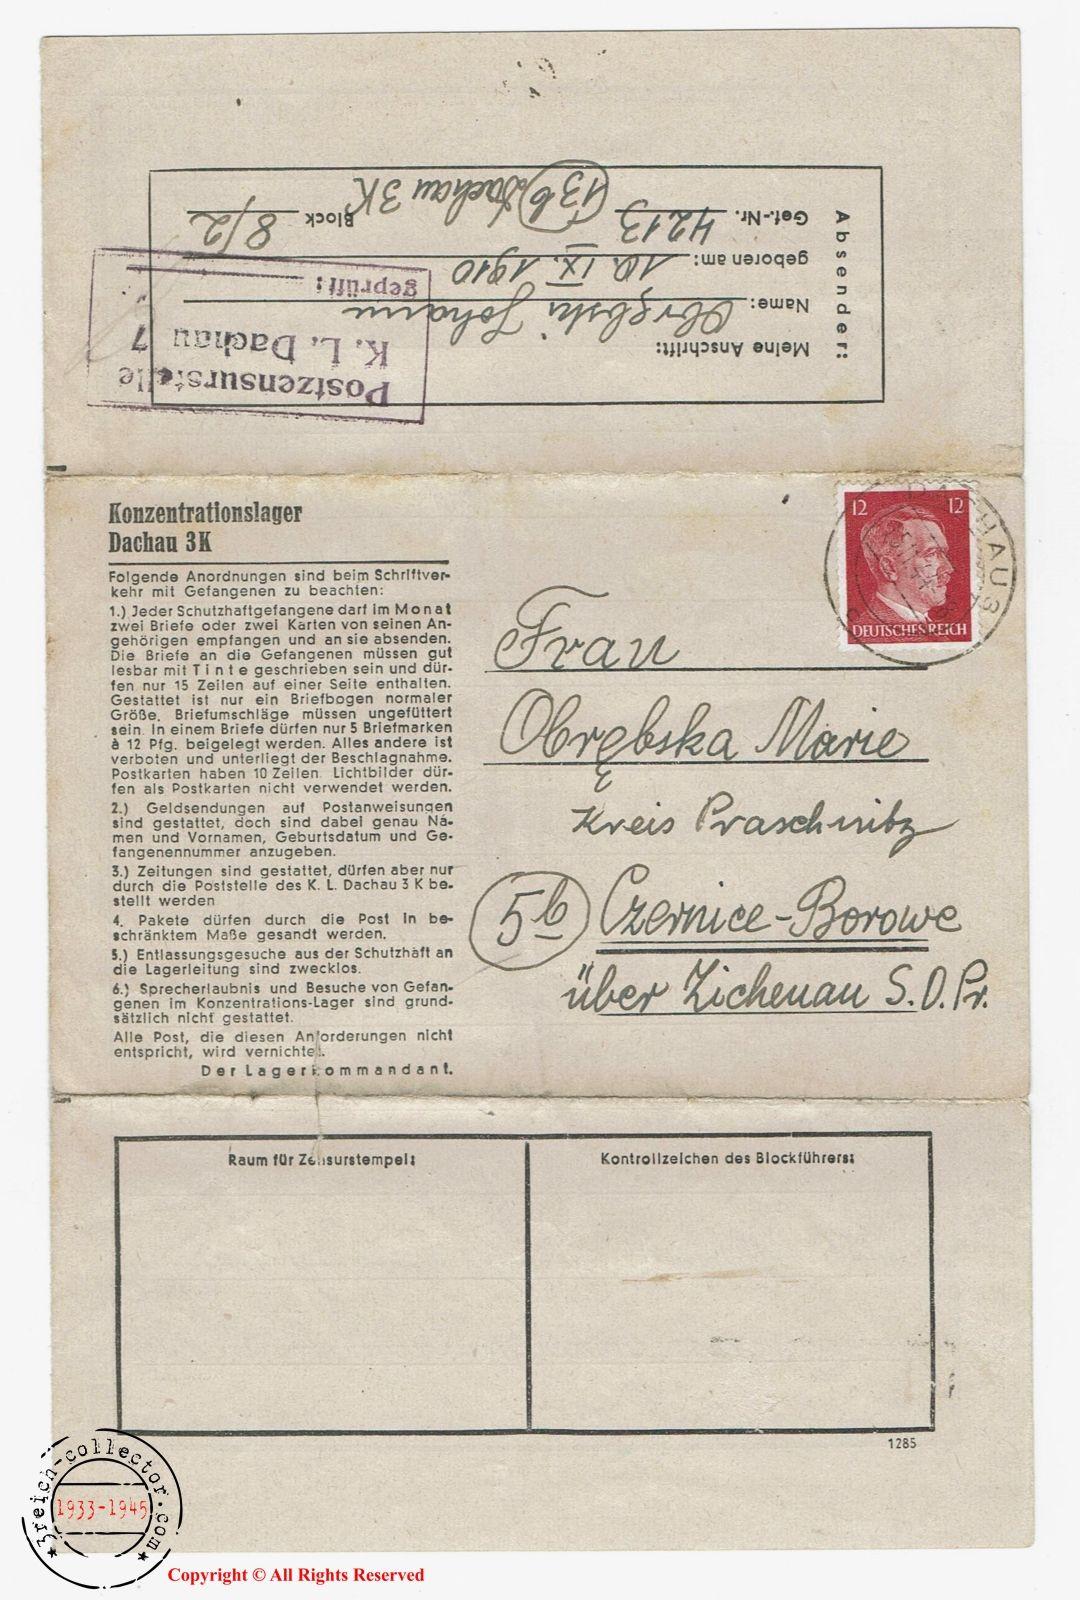 Absender:
Meine Anschrift:
Name: Obrębski Johann
geboren am: 10. IX. 1910
Gef.-Nr. 4213 Block 8/2
13b Dachau 3K
Postzensurstelle
K. L. Dachau 7
geprüft:
Konzentrationslager
Dachau 3K
Folgende Anordnungen sind beim Schriftver-
kehr mit Gefangenen zu beachten:
1.) Jeder Schutzhaftgefangene darf im Monat
zwei Briefe oder zwei Karten von seinen An-
gehörigen empfangen und an sie absenden.
Die Briefe an die Gefangenen müssen gut
lesbar mit Tinte geschrieben sein und dür-
fen nur 15 Zeilen auf einer Seite enthalten.
Gestattet ist nur ein Briefbogen normaler
Größe. Briefumschläge müssen ungefüttert
sein. In einem Briefe dürfen nur 5 Briefmarken
à 12 Pfg. beigelegt werden. Alles andere ist
verboten und unterliegt der Beschlagnahme.
Postkarten haben 10 Zeilen. Lichtbilder dür-
fen als Postkarten nicht verwendet werden.
2.) Geldsendungen auf Postanweisungen
sind gestattet, doch sind dabei genau Na-
men und Vornamen, Geburtsdatum und Ge-
fangenennummer anzugeben.
3.) Zeitungen sind gestattet, dürfen aber nur
durch die Poststelle des K. L. Dachau 3 K be-
stellt werden
4. Pakete dürfen durch die Post in be-
schränktem Maße gesandt werden.
5.) Entlassungsgesuche aus der Schutzhaft an
die Lagerleitung sind zwecklos.
6.) Sprecherlaubnis und Besuche von Gefan-
genen im Konzentrations-Lager sind grund-
sätzlich nicht gestattet.
Alle Post, die diesen Anforderungen nicht
entspricht, wird vernichtet.
Der Lagerkommandant.
12 12
DEUTSCHES REICH
DACHAU 3
Frau
Obrębska Marie
Kreis Praschnitz
5b Czernice-Borowe
über Zichenau S.O.Pr.
Raum für Zensurstempel: Kontrollzeichen des Blockführers:
1285
3reich-collector.com
1933-1945
Copyright © All Rights Reserved